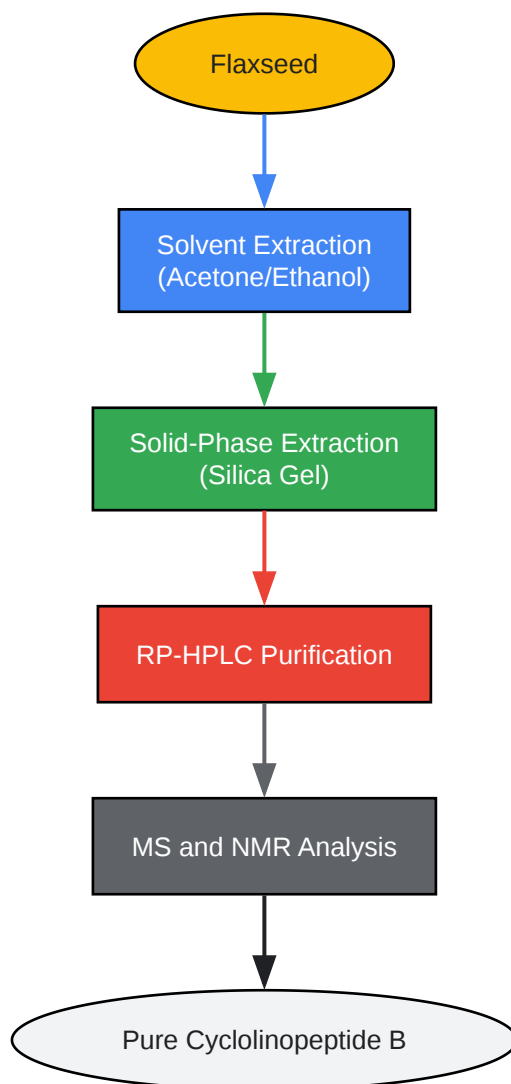 Flaxseed
Solvent Extraction
(Acetone/Ethanol)
Solid-Phase Extraction
(Silica Gel)
RP-HPLC Purification
MS and NMR Analysis
Pure Cyclolinopeptide B